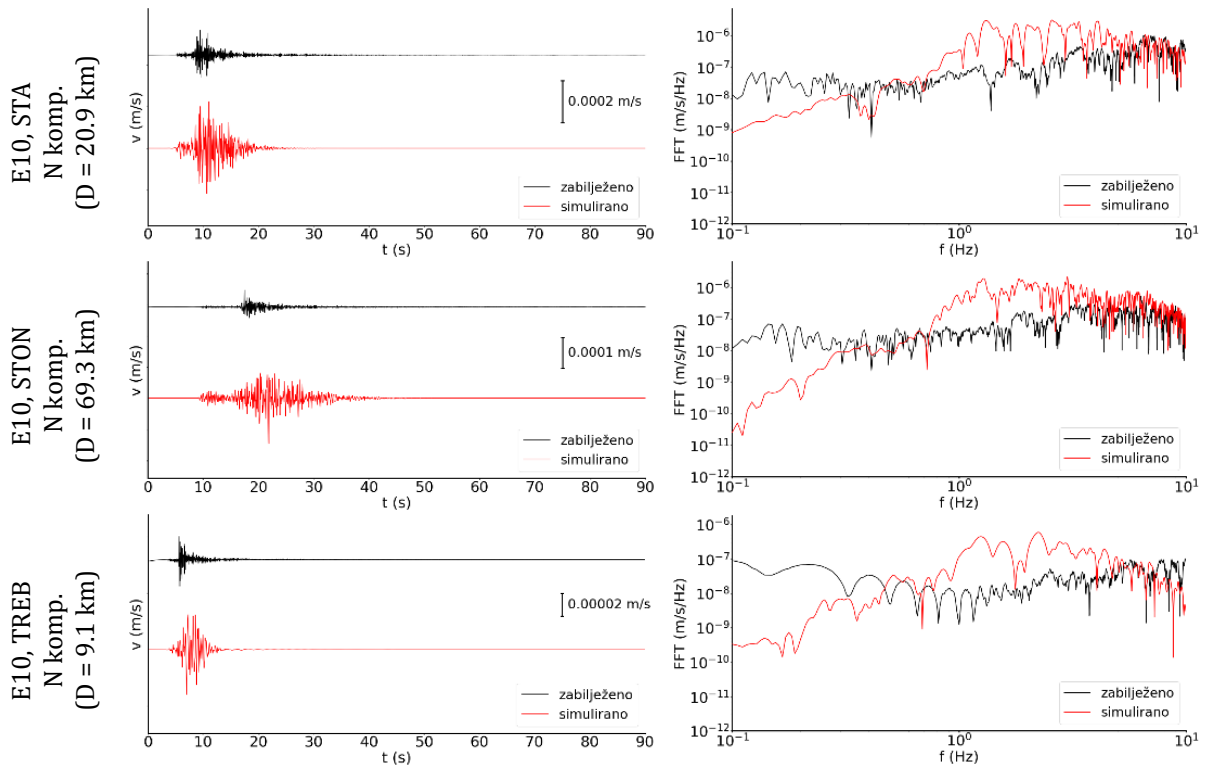 E10, STA
N komp.
(D = 20.9 km)
v (m/s)
0.0002 m/s
zabilježeno
simulirano
0 10 20 30 40 50 60 70 80 90
t (s)
FFT (m/s/Hz)
10⁻⁶
10⁻⁷
10⁻⁸
10⁻⁹
10⁻¹⁰
10⁻¹¹
10⁻¹²
zabilježeno
simulirano
10⁻¹ 10⁰ 10¹
f (Hz)
E10, STON
N komp.
(D = 69.3 km)
v (m/s)
0.0001 m/s
zabilježeno
simulirano
0 10 20 30 40 50 60 70 80 90
t (s)
FFT (m/s/Hz)
10⁻⁶
10⁻⁷
10⁻⁸
10⁻⁹
10⁻¹⁰
10⁻¹¹
10⁻¹²
zabilježeno
simulirano
10⁻¹ 10⁰ 10¹
f (Hz)
E10, TREB
N komp.
(D = 9.1 km)
v (m/s)
0.00002 m/s
zabilježeno
simulirano
0 10 20 30 40 50 60 70 80 90
t (s)
FFT (m/s/Hz)
10⁻⁶
10⁻⁷
10⁻⁸
10⁻⁹
10⁻¹⁰
10⁻¹¹
10⁻¹²
zabilježeno
simulirano
10⁻¹ 10⁰ 10¹
f (Hz)